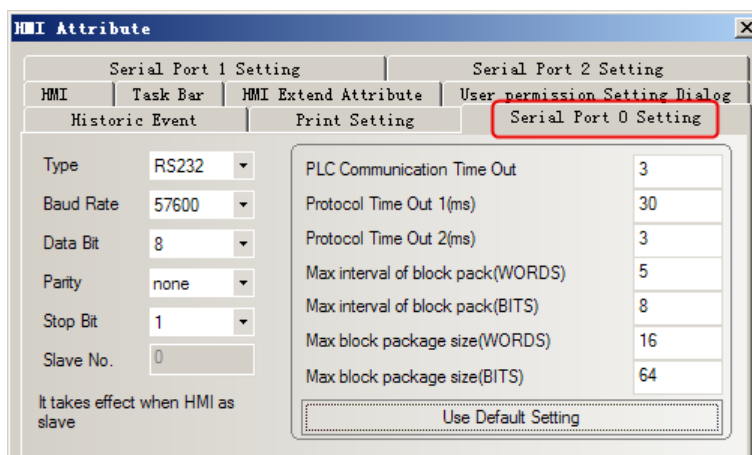 HMI Attribute
Serial Port 1 Setting
Serial Port 2 Setting
HMI
Task Bar
HMI Extend Attribute
User permission Setting Dialog
Historic Event
Print Setting
Serial Port 0 Setting
Type
RS232
Baud Rate
57600
Data Bit
8
Parity
none
Stop Bit
1
Slave No.
0
It takes effect when HMI as
slave
PLC Communication Time Out
3
Protocol Time Out 1(ms)
30
Protocol Time Out 2(ms)
3
Max interval of block pack(WORDS)
5
Max interval of block pack(BITS)
8
Max block package size(WORDS)
16
Max block package size(BITS)
64
Use Default Setting